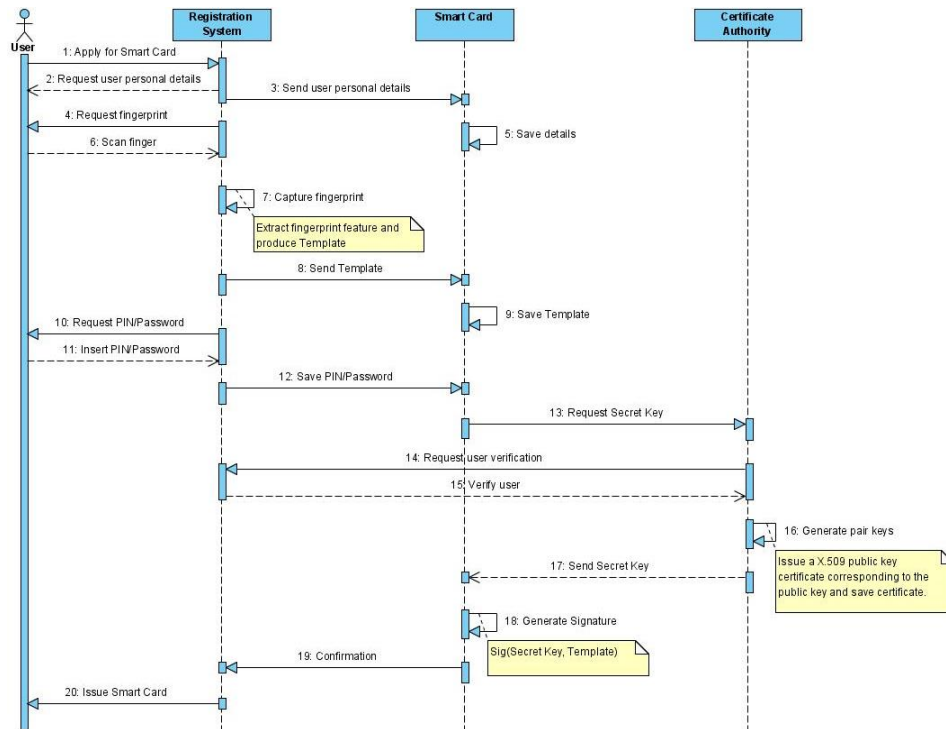 Registration
System
Smart Card
Certificate
Authority
User
1: Apply for Smart Card
2: Request user personal details
3: Send user personal details
4: Request fingerprint
5: Save details
6: Scan finger
7: Capture fingerprint
Extract fingerprint feature and
produce Template
8: Send Template
9: Save Template
10: Request PIN/Password
11: Insert PIN/Password
12: Save PIN/Password
13: Request Secret Key
14: Request user verification
15: Verify user
16: Generate pair keys
Issue a X.509 public key
certificate corresponding to the
public key and save certificate.
17: Send Secret Key
18: Generate Signature
Sig(Secret Key, Template)
19: Confirmation
20: Issue Smart Card